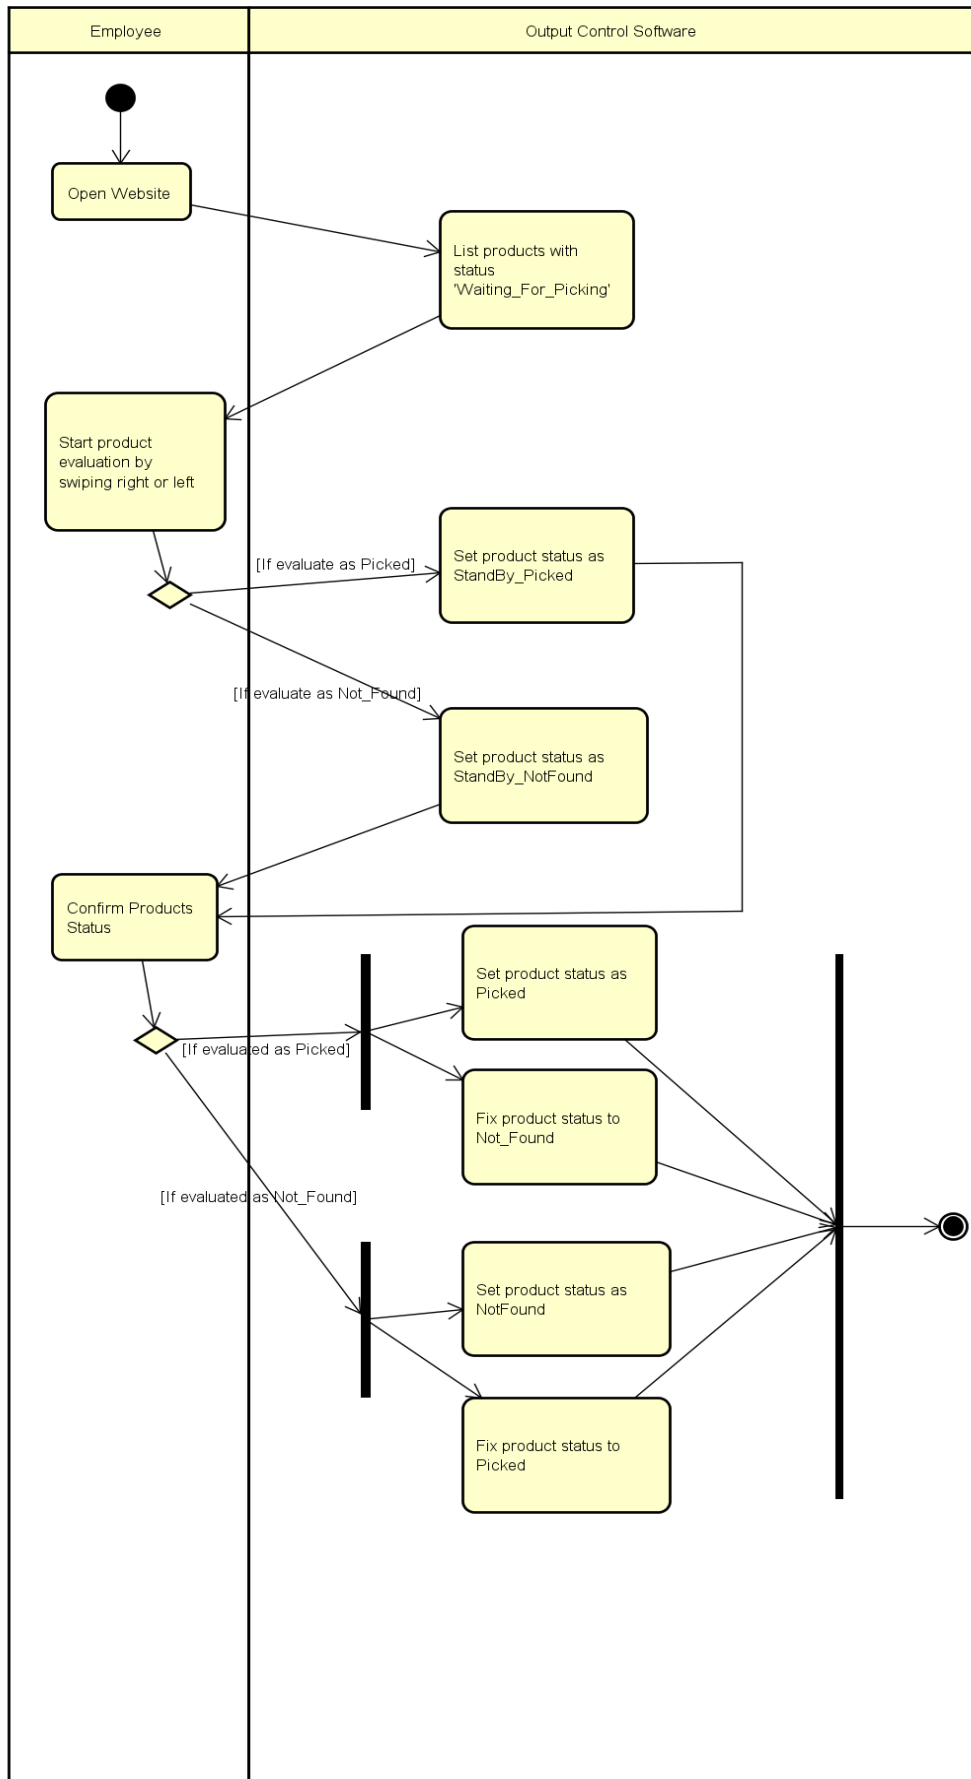 Employee
Output Control Software
Open Website
List products with
status
'Waiting_For_Picking'
Start product
evaluation by
swiping right or left
[If evaluate as Picked]
Set product status as
StandBy_Picked
[If evaluate as Not_Found]
Set product status as
StandBy_NotFound
Confirm Products
Status
Set product status as
Picked
[If evaluated as Picked]
Fix product status to
Not_Found
[If evaluated as Not_Found]
Set product status as
NotFound
Fix product status to
Picked